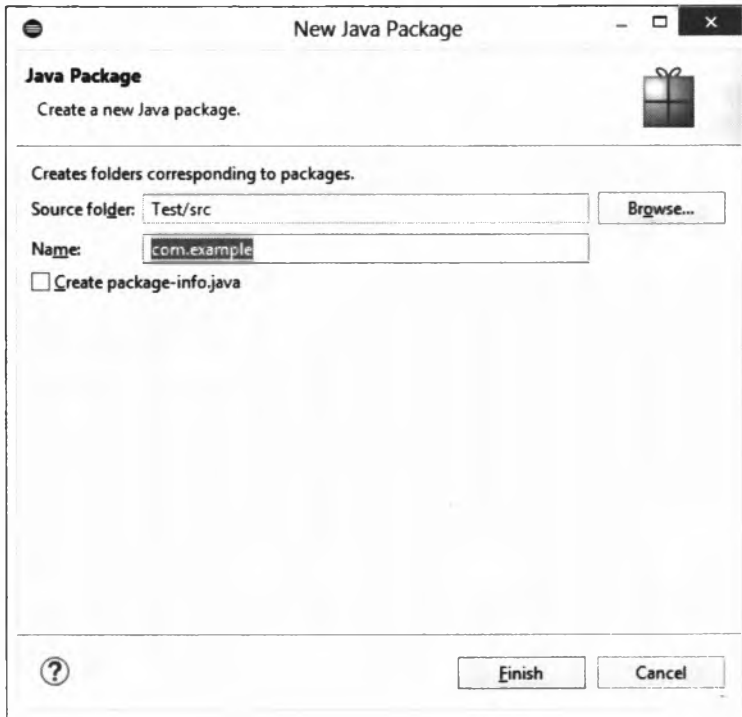 New Java Package
Java Package
Create a new Java package.
Creates folders corresponding to packages.
Source folder: Test/src Browse...
Name: com.example
Create package-info.java
? Finish Cancel